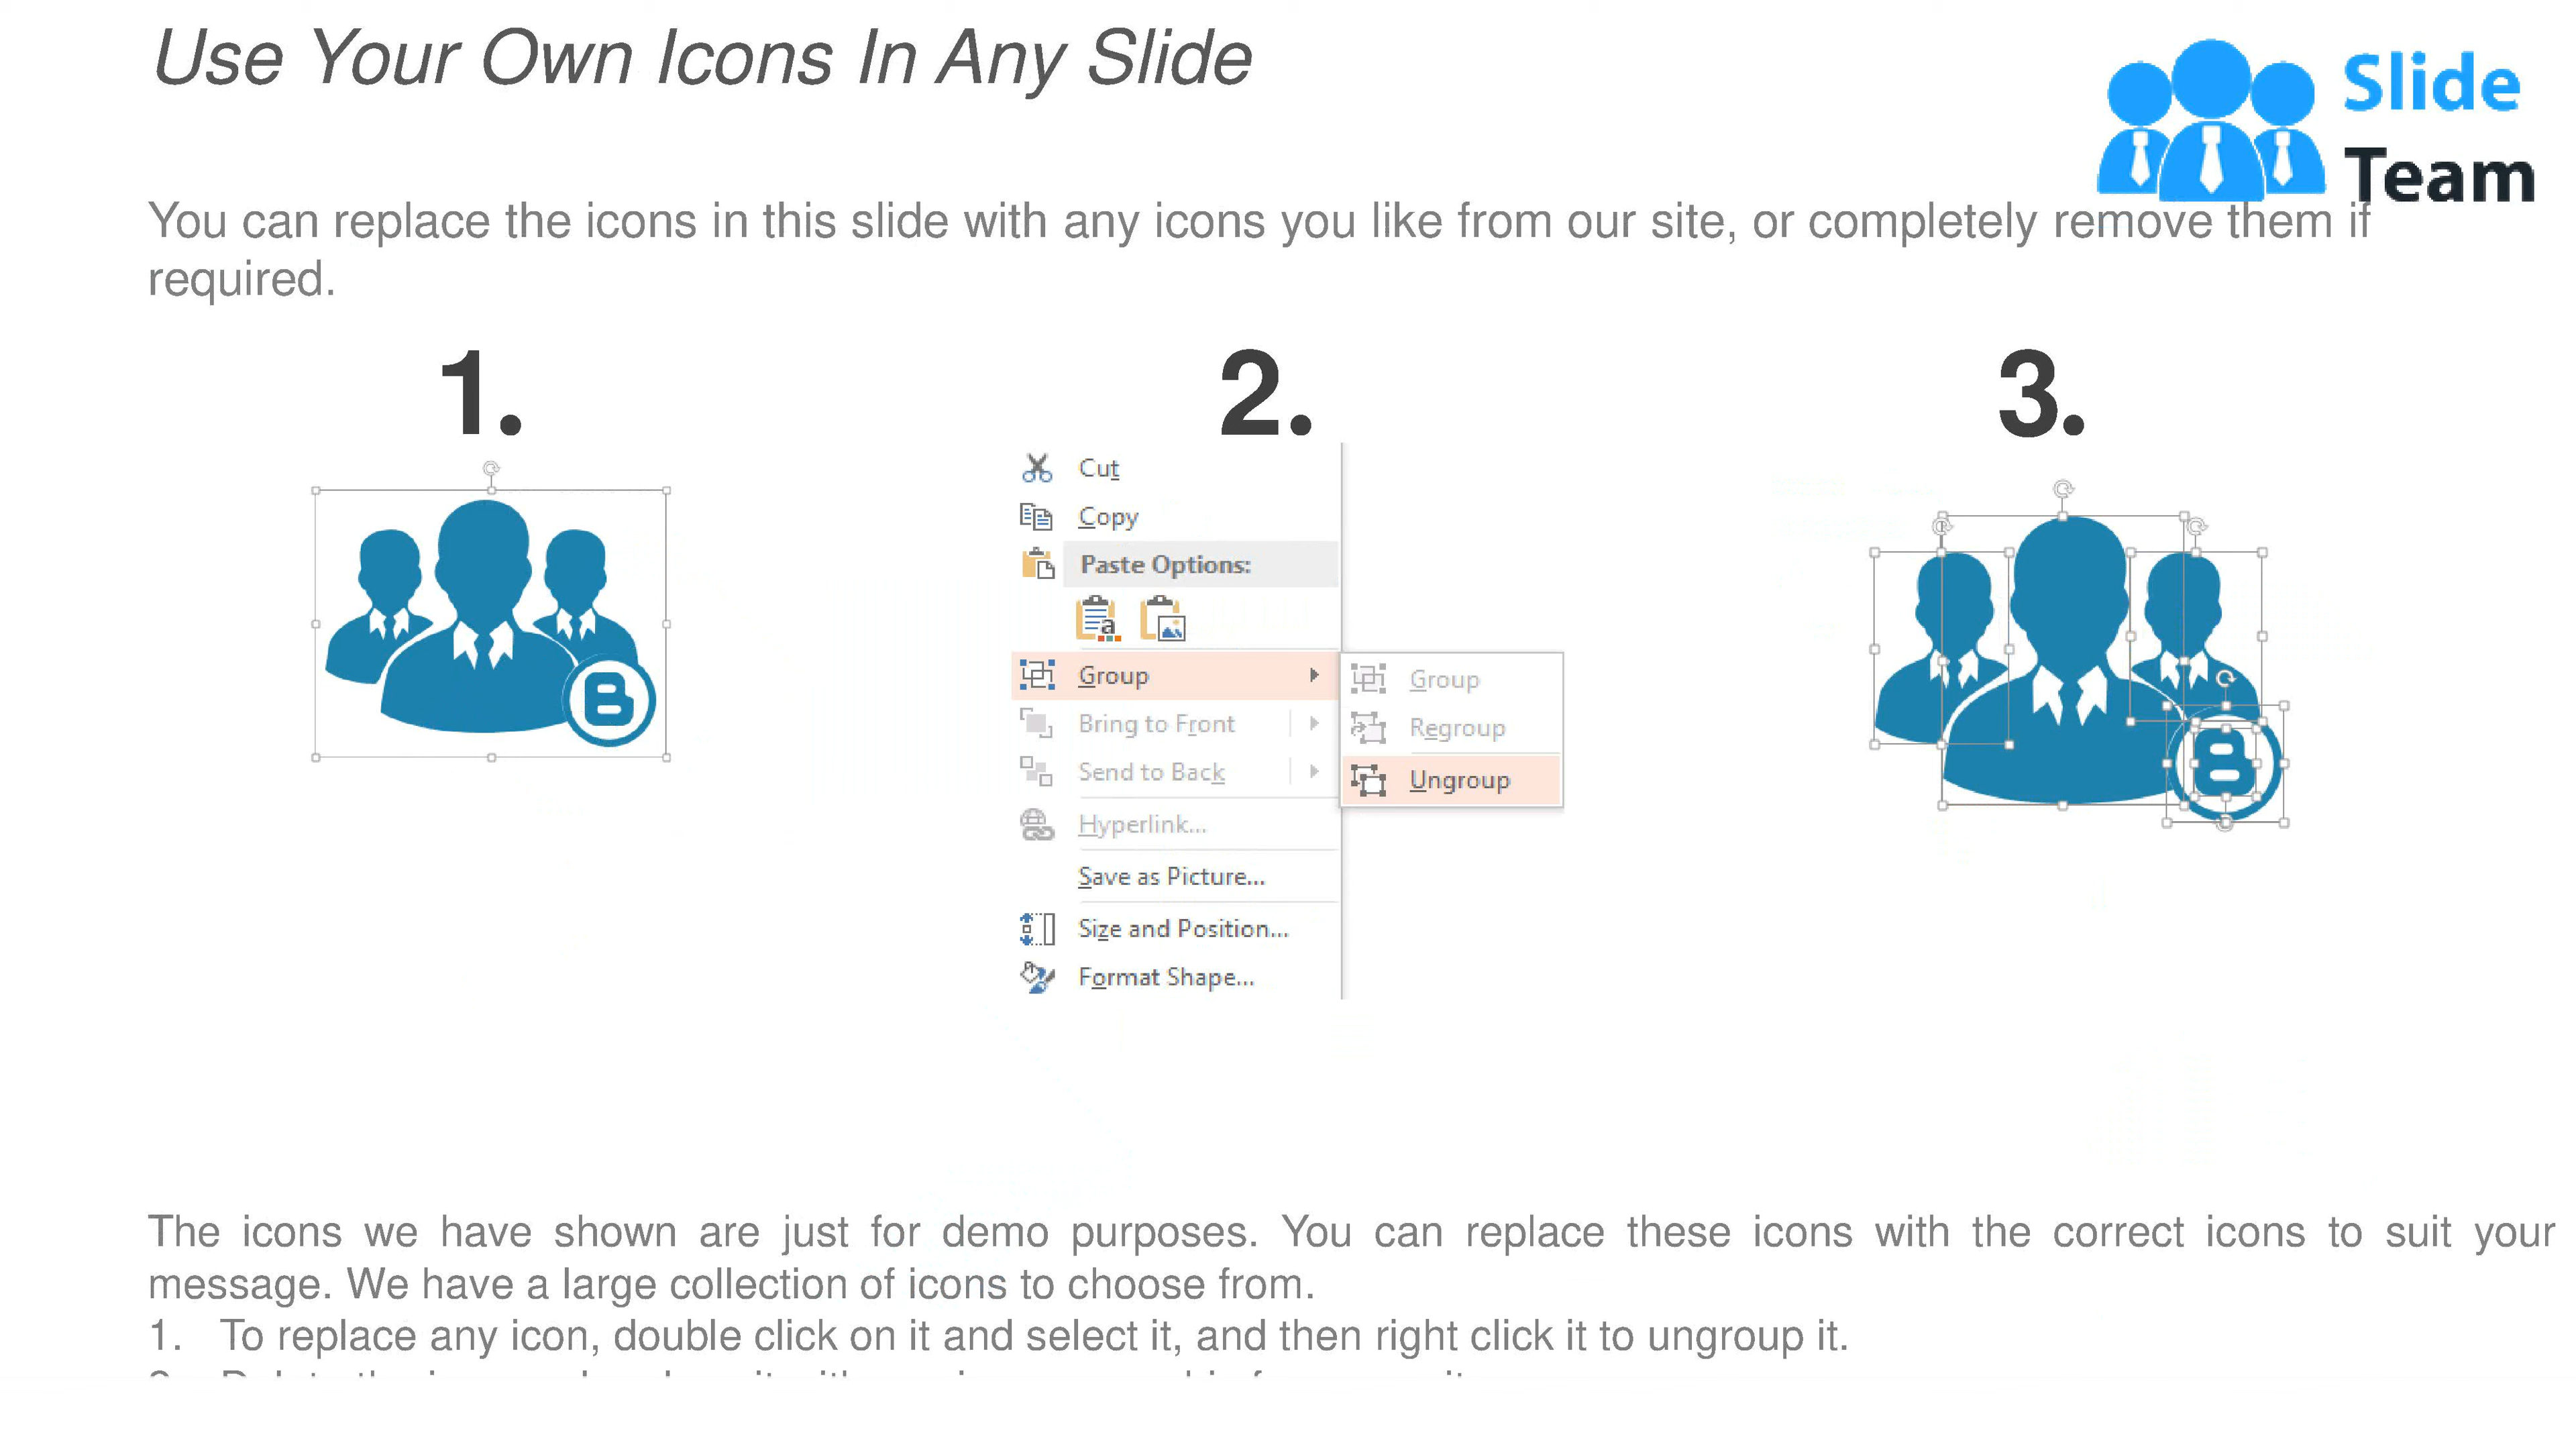 Use Your Own Icons In Any Slide
Slide
Team
You can replace the icons in this slide with any icons you like from our site, or completely remove them if
required.
1.
2.
3.
Cut
Copy
Paste Options:
a
Group
Bring to Front
Send to Back
Hyperlink...
Save as Picture...
Size and Position...
Format Shape...
Group
Regroup
Ungroup
B
B
The icons we have shown are just for demo purposes. You can replace these icons with the correct icons to suit your
message. We have a large collection of icons to choose from.
1. To replace any icon, double click on it and select it, and then right click it to ungroup it.